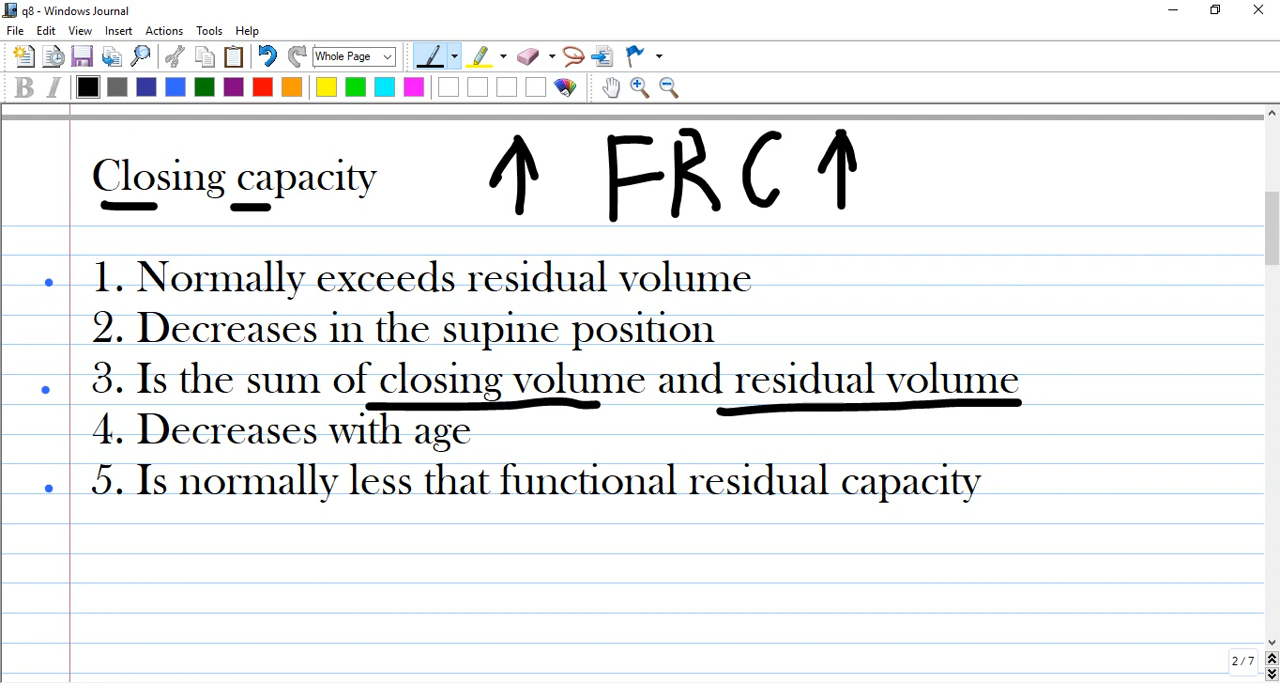 q8 - Windows Journal
File Edit View Insert Actions Tools Help
Whole Page
B I
Closing capacity ↑ FRC ↑
1. Normally exceeds residual volume
2. Decreases in the supine position
3. Is the sum of closing volume and residual volume
4. Decreases with age
5. Is normally less that functional residual capacity
2 / 7